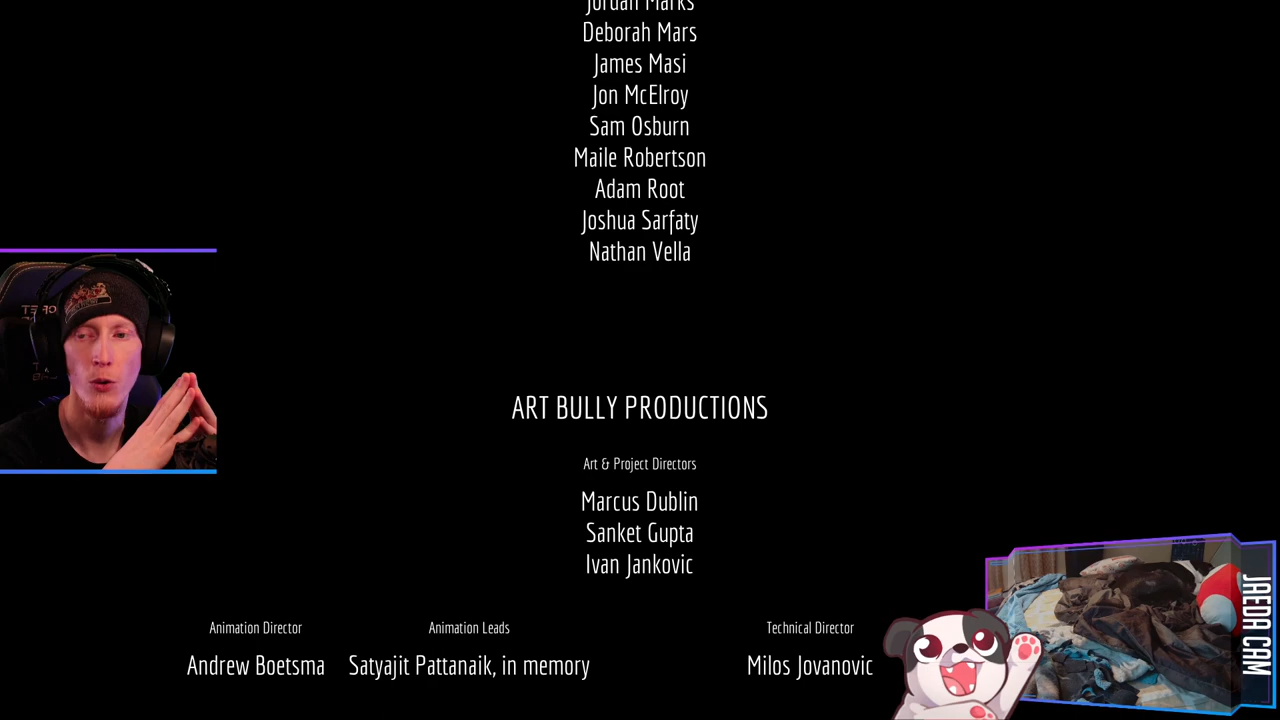 Jordan Marks
Deborah Mars
James Masi
Jon McElroy
Sam Osburn
Maile Robertson
Adam Root
Joshua Sarfaty
Nathan Vella
ART BULLY PRODUCTIONS
Art & Project Directors
Marcus Dublin
Sanket Gupta
Ivan Jankovic
Animation Director
Animation Leads
Technical Director
Andrew Boetsma
Satyajit Pattanaik, in memory
Milos Jovanovic
JAEDA CAM